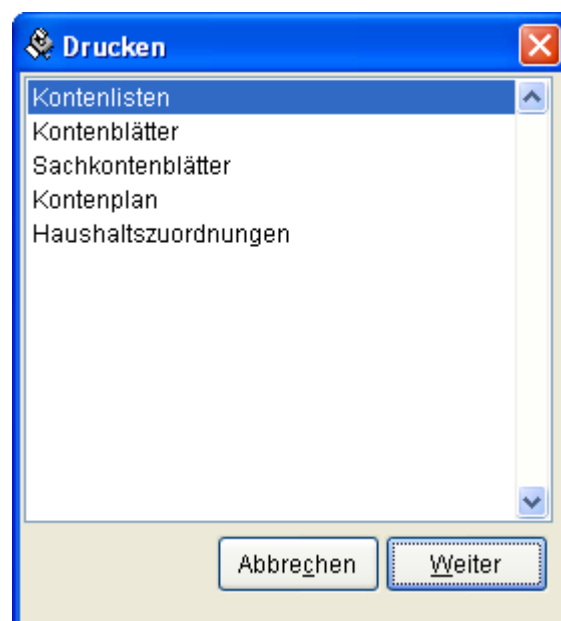 Drucken
Kontenlisten
Kontenblätter
Sachkontenblätter
Kontenplan
Haushaltszuordnungen
Abbrechen Weiter